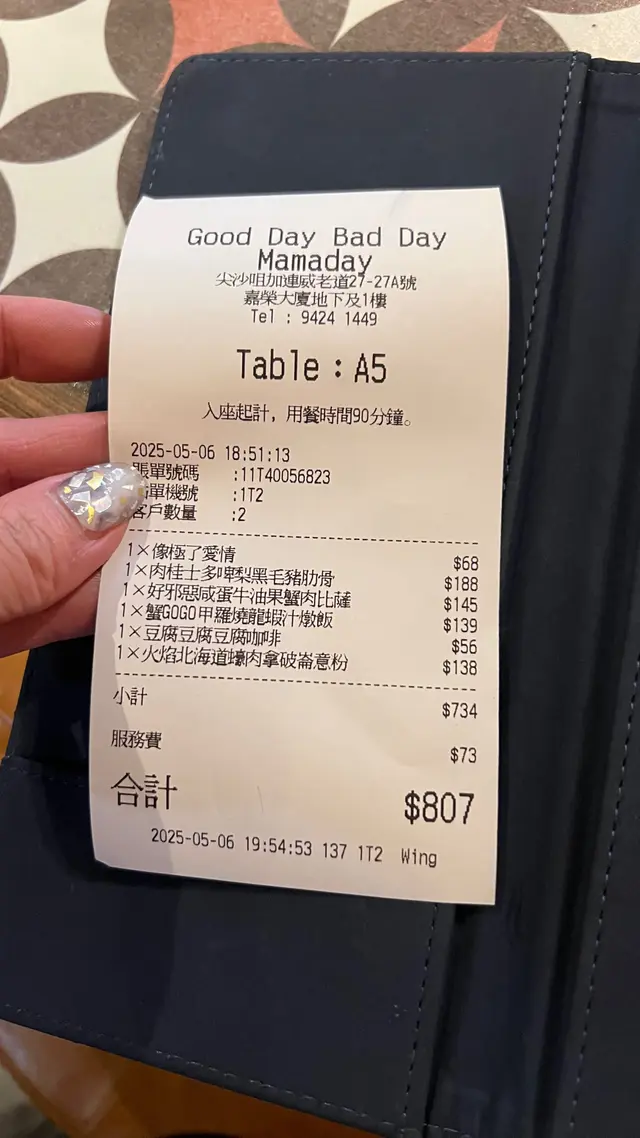 Good Day Bad Day
Mamaday
尖沙咀加連威老道27-27A號
嘉榮大廈地下及1樓
Tel : 9424 1449
Table : A5
入座起計, 用餐時間90分鐘。
2025-05-06 18:51:13
賬單號碼 :11T40056823
單機號 :1T2
客戶數量 :2
1×像極了愛情 $68
1×肉桂士多啤梨黑毛豬肋骨 $188
1×好邪惡咸蛋牛油果蟹肉比薩 $145
1×蟹GOGO甲羅燒龍蝦汁燉飯 $139
1×豆腐豆腐豆腐咖啡 $56
1×火焰北海道蠔肉拿破崙意粉 $138
小計 $734
服務費 $73
合計 $807
2025-05-06 19:54:53 137 1T2 Wing